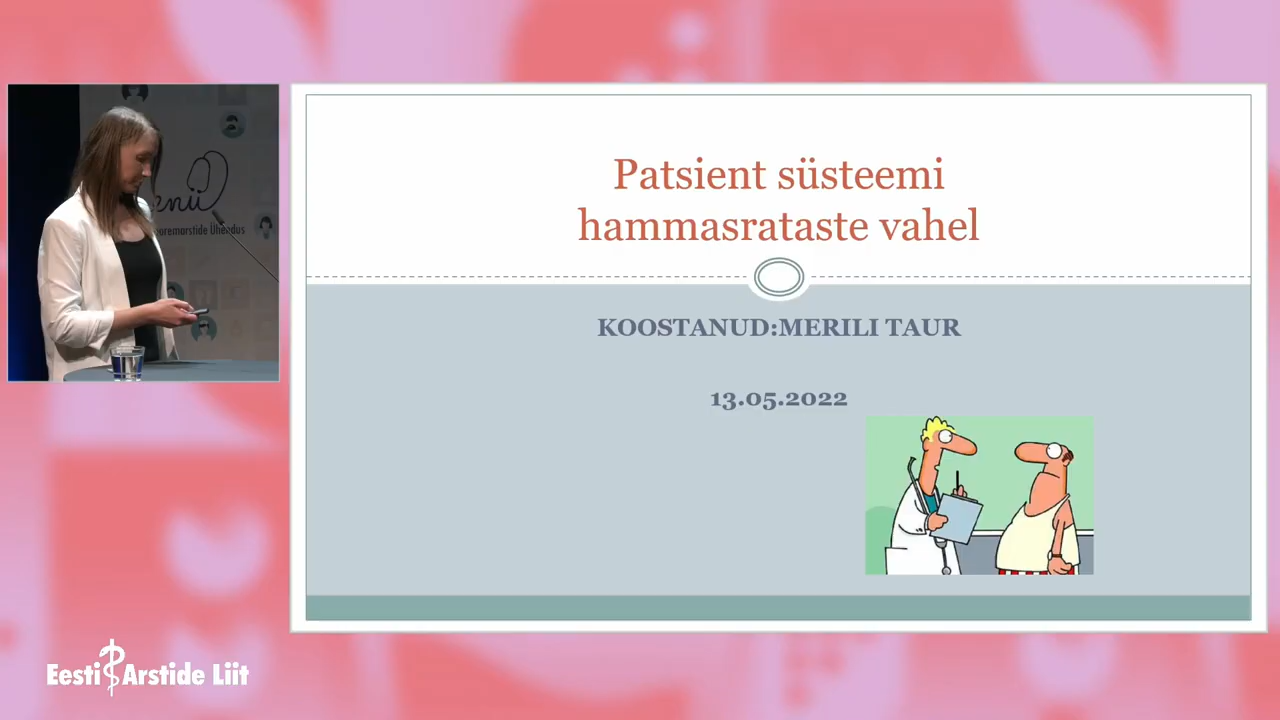 Patsient süsteemi
hammasrataste vahel
KOOSTANUD:MERILI TAUR
13.05.2022
Eesti Arstide Liit